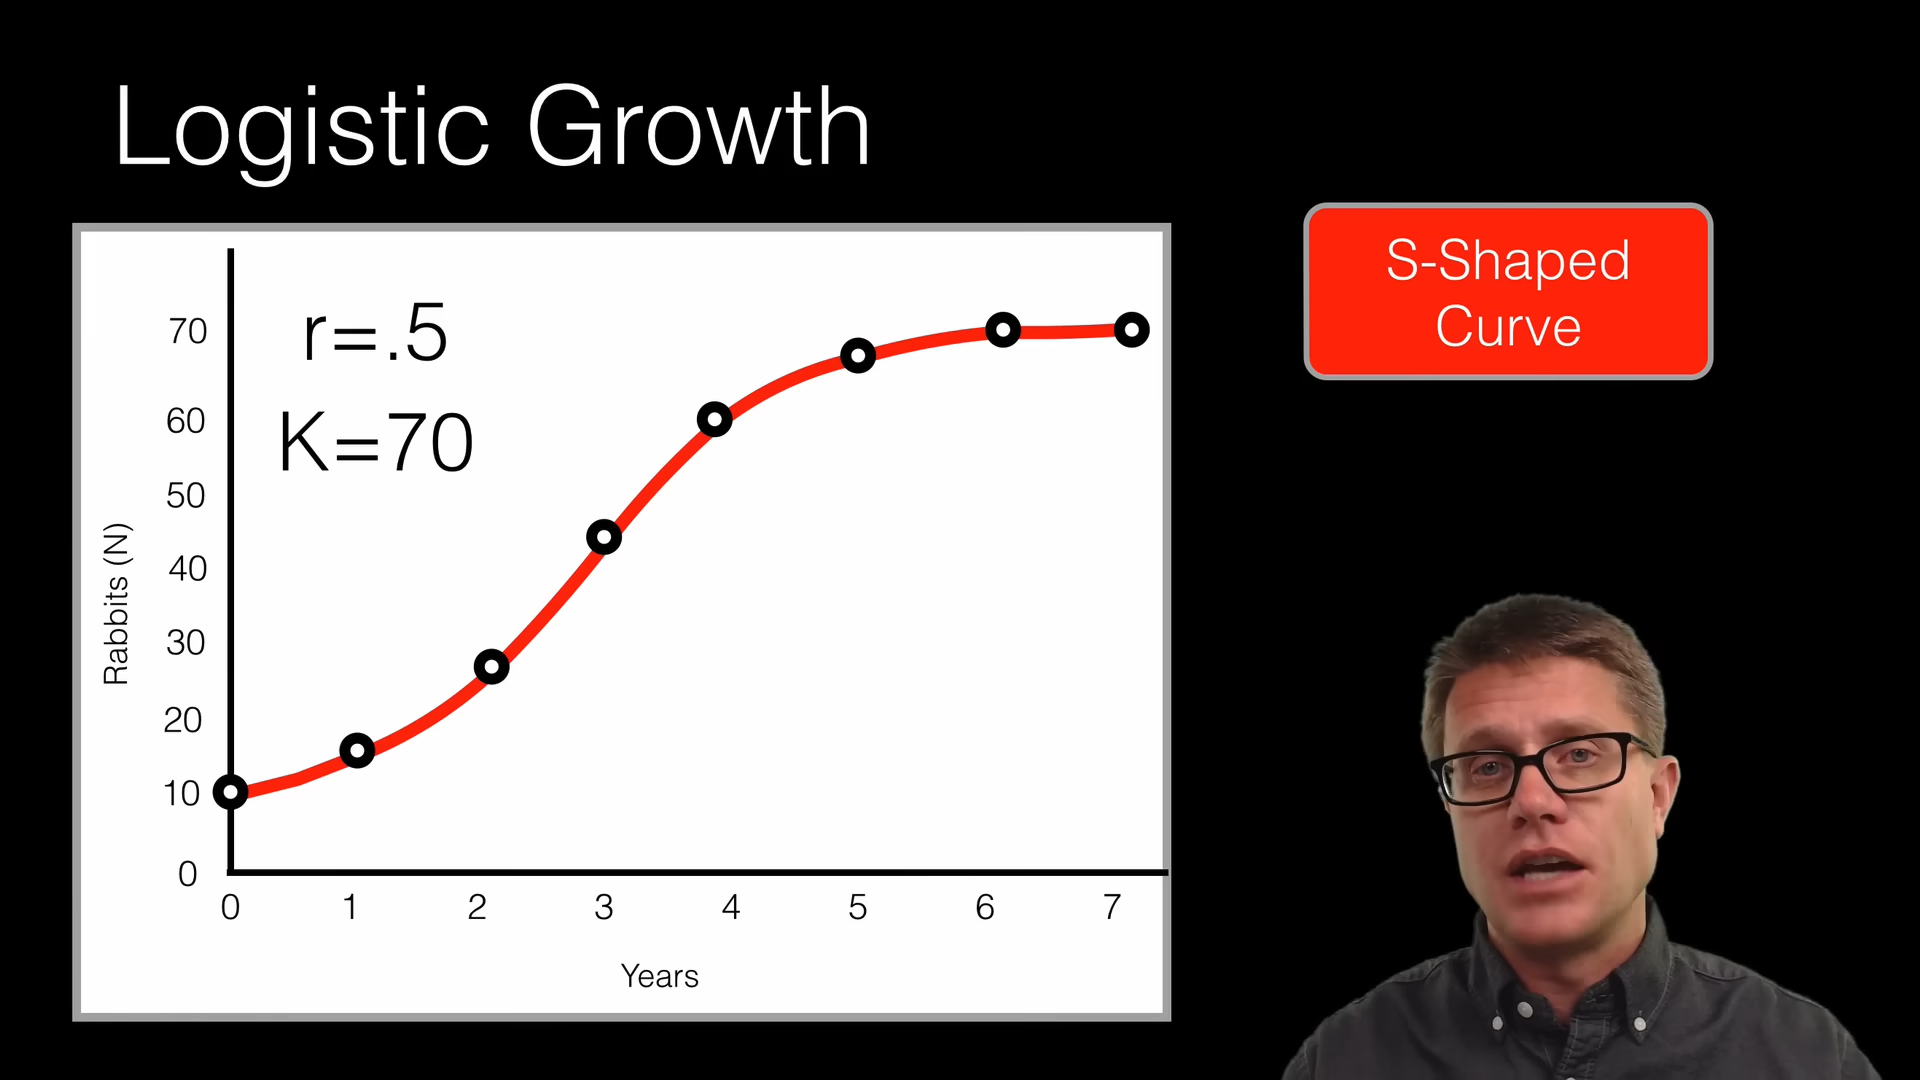 Logistic Growth
S-Shaped
Curve
r=.5
K=70
70
60
50
40
30
20
10
0
Rabbits (N)
0 1 2 3 4 5 6 7
Years